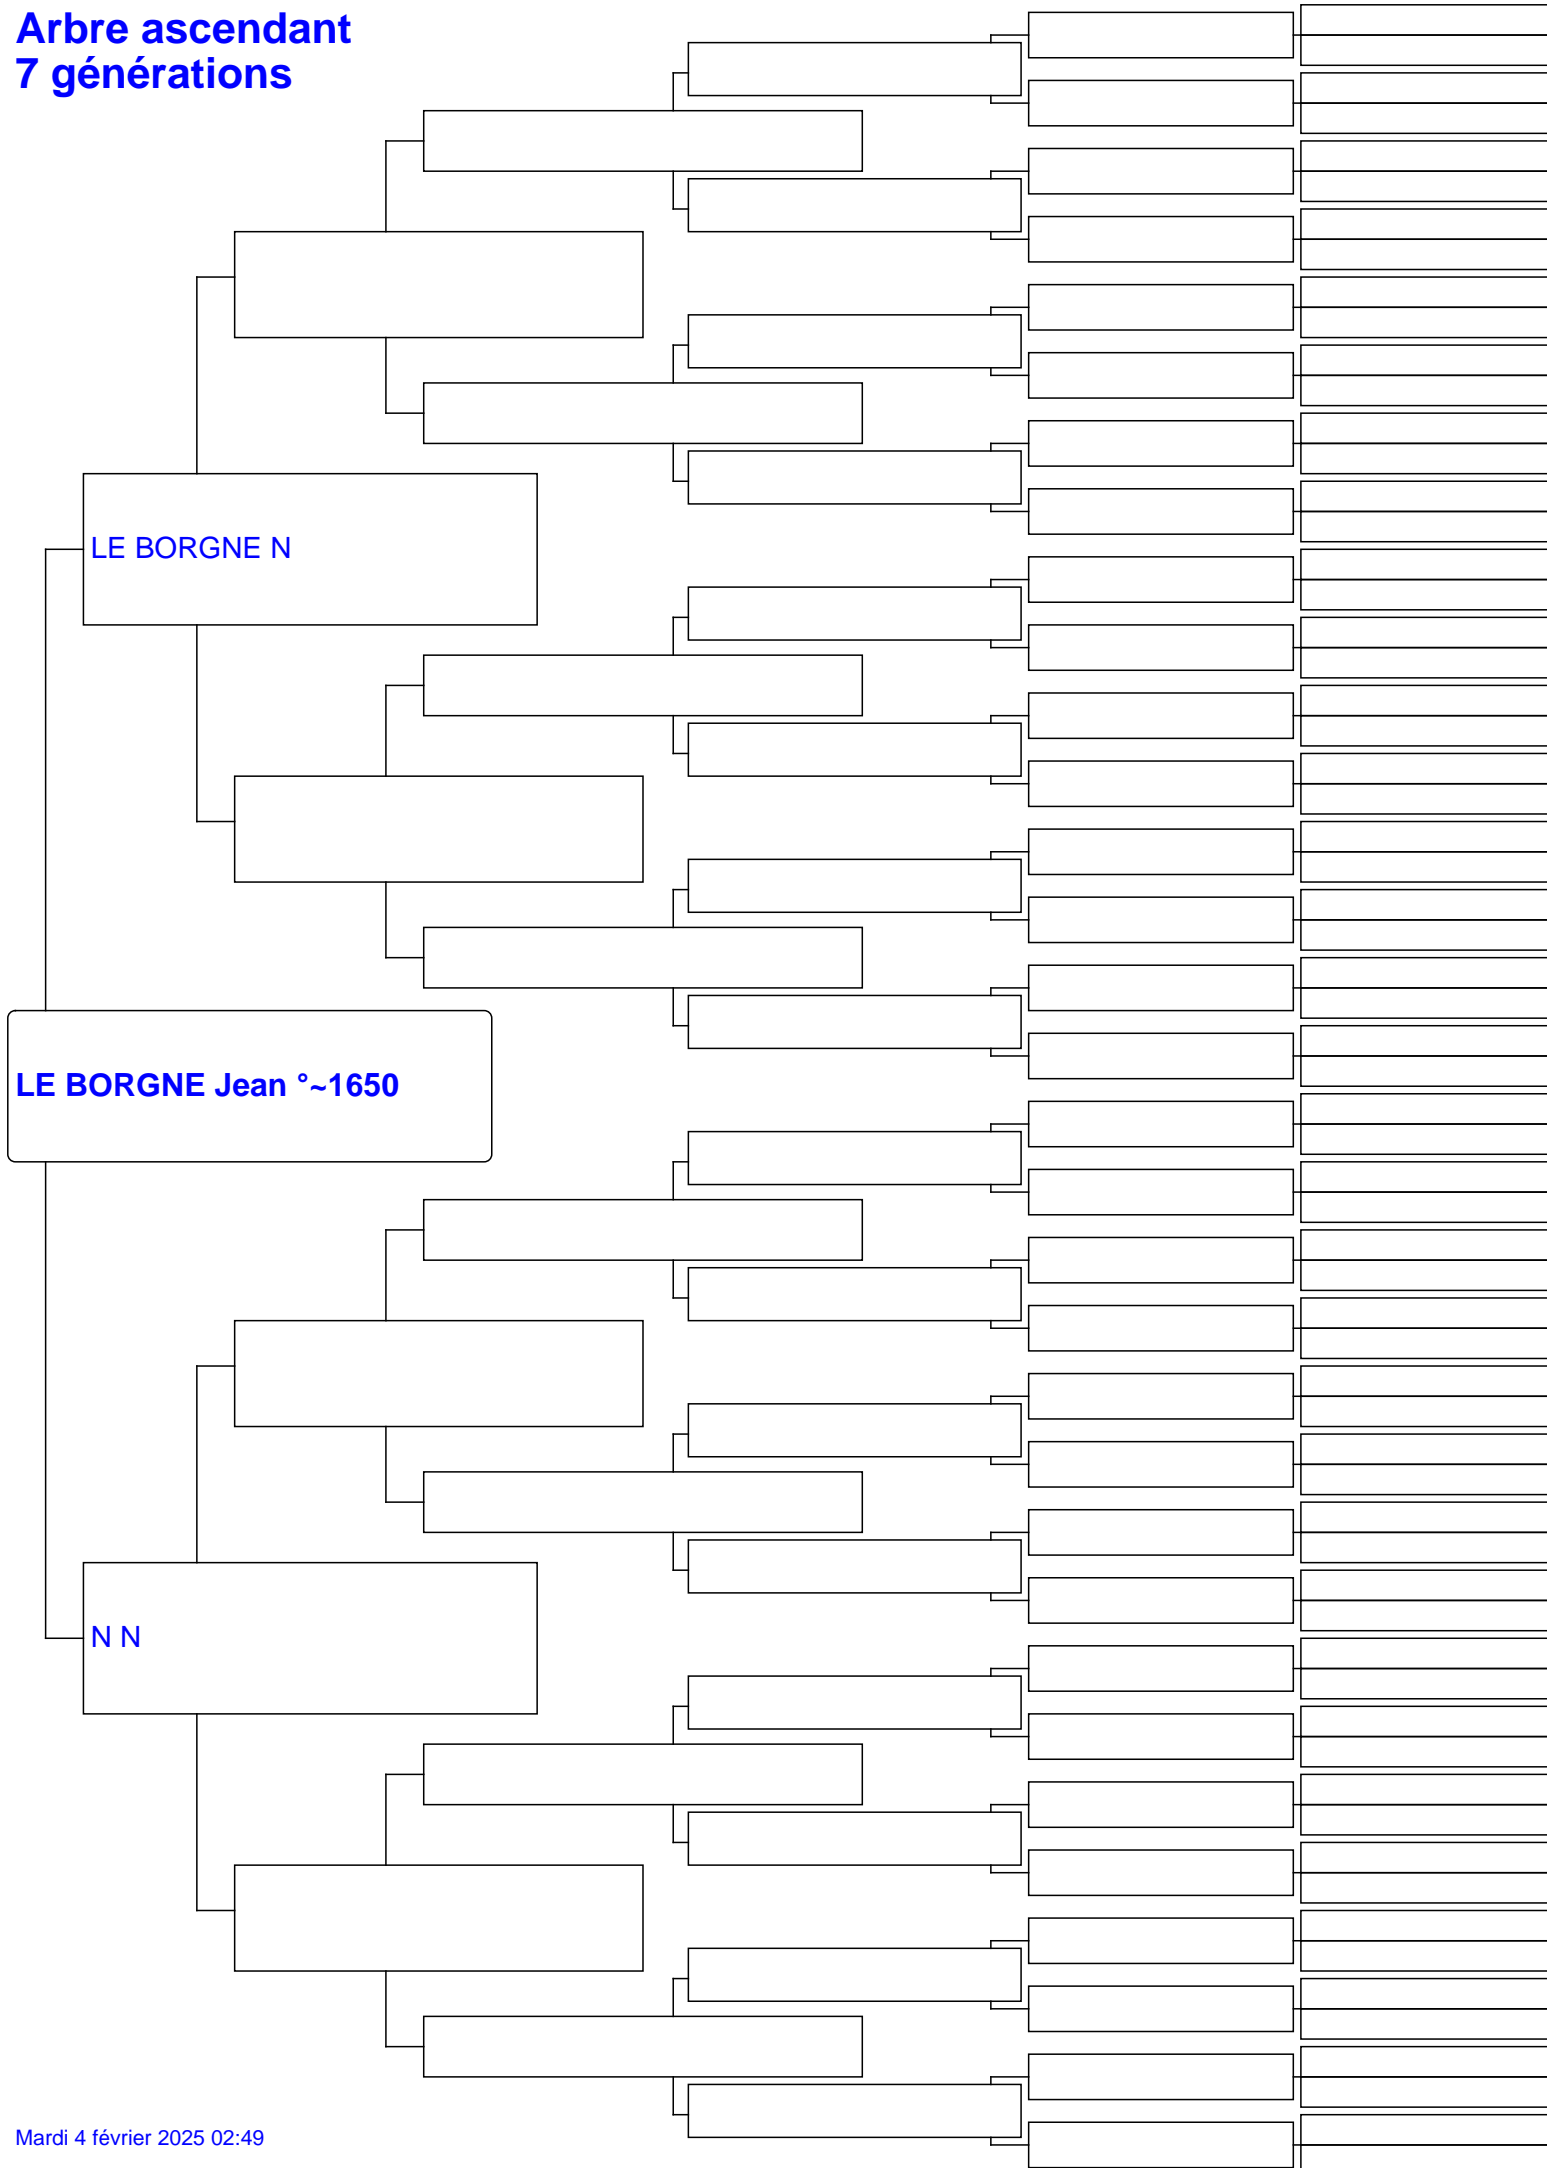 Arbre ascendant
7 générations
LE BORGNE N
LE BORGNE Jean °~1650
N N
Mardi 4 février 2025 02:49